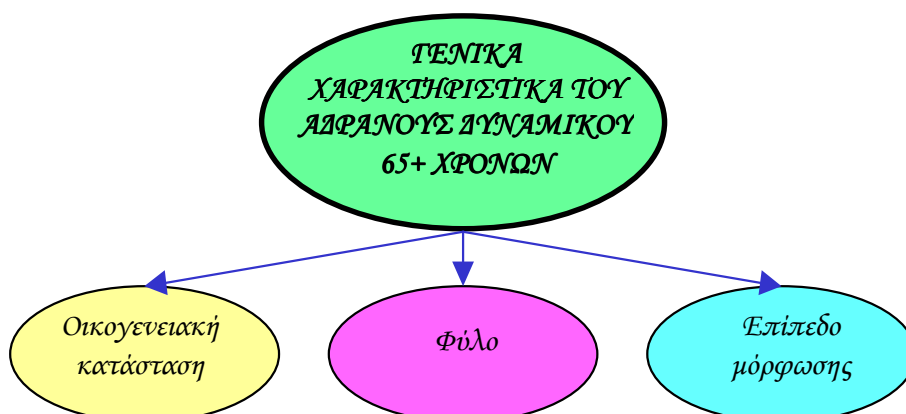 ΓΕΝΙΚΑ
ΧΑΡΑΚΤΗΡΙΣΤΙΚΑ ΤΟΥ
ΑΔΡΑΝΟΥΣ ΔΥΝΑΜΙΚΟΥ
65+ ΧΡΟΝΩΝ
Οικογενειακή
κατάσταση
Φύλο
Επίπεδο
μόρφωσης